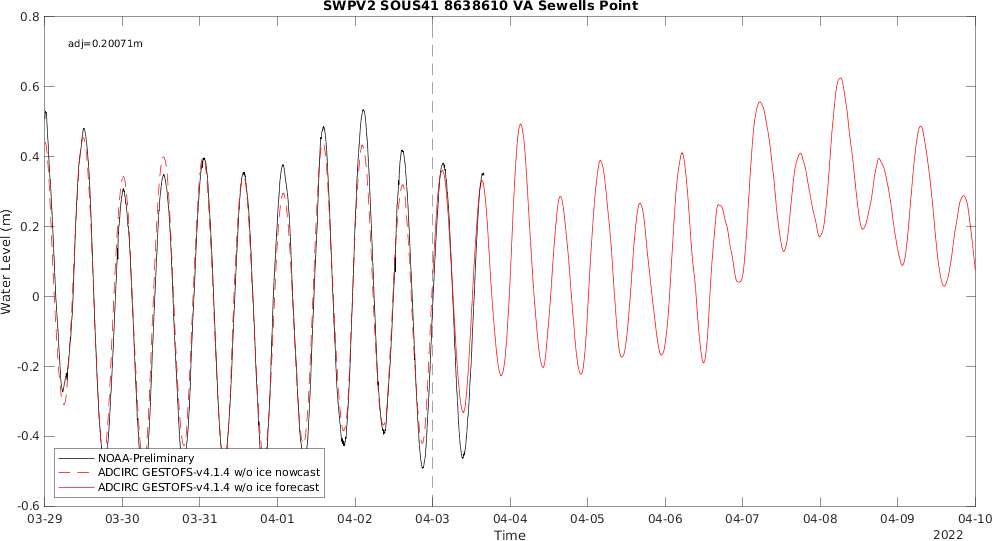 SWPV2 SOUS41 8638610 VA Sewells Point
0.8
adj=0.20071m
0.6
0.4
0.2
0
-0.2
-0.4
-0.6
Water Level (m)
NOAA-Preliminary
ADCIRC GESTOFS-v4.1.4 w/o ice nowcast
ADCIRC GESTOFS-v4.1.4 w/o ice forecast
03-29 03-30 03-31 04-01 04-02 04-03 04-04 04-05 04-06 04-07 04-08 04-09 04-10
Time
2022